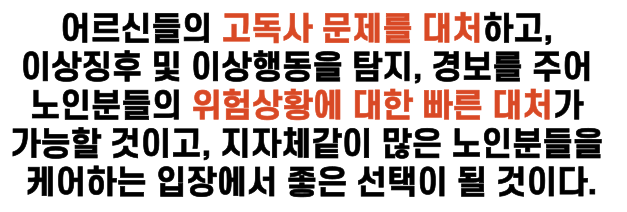 어르신들의 고독사 문제를 대처하고,
이상징후 및 이상행동을 탐지, 경보를 주어
노인분들의 위험상황에 대한 빠른 대처가
가능할 것이고, 지자체같이 많은 노인분들을
케어하는 입장에서 좋은 선택이 될 것이다.